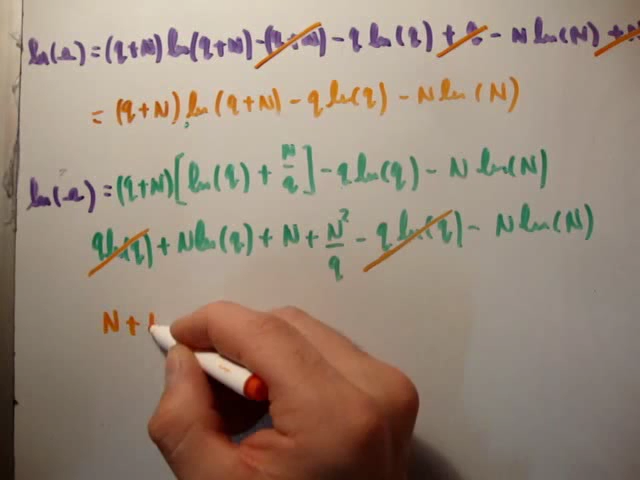 ln(Ω) = (q+N) ln(q+N) - (q+N) - q ln(q) + q - N ln(N) + N
= (q+N) ln(q+N) - q ln(q) - N ln(N)
ln(Ω) = (q+N)[ln(q) + N/q] - q ln(q) - N ln(N)
q ln(q) + N ln(q) + N + N²/q - q ln(q) - N ln(N)
N +